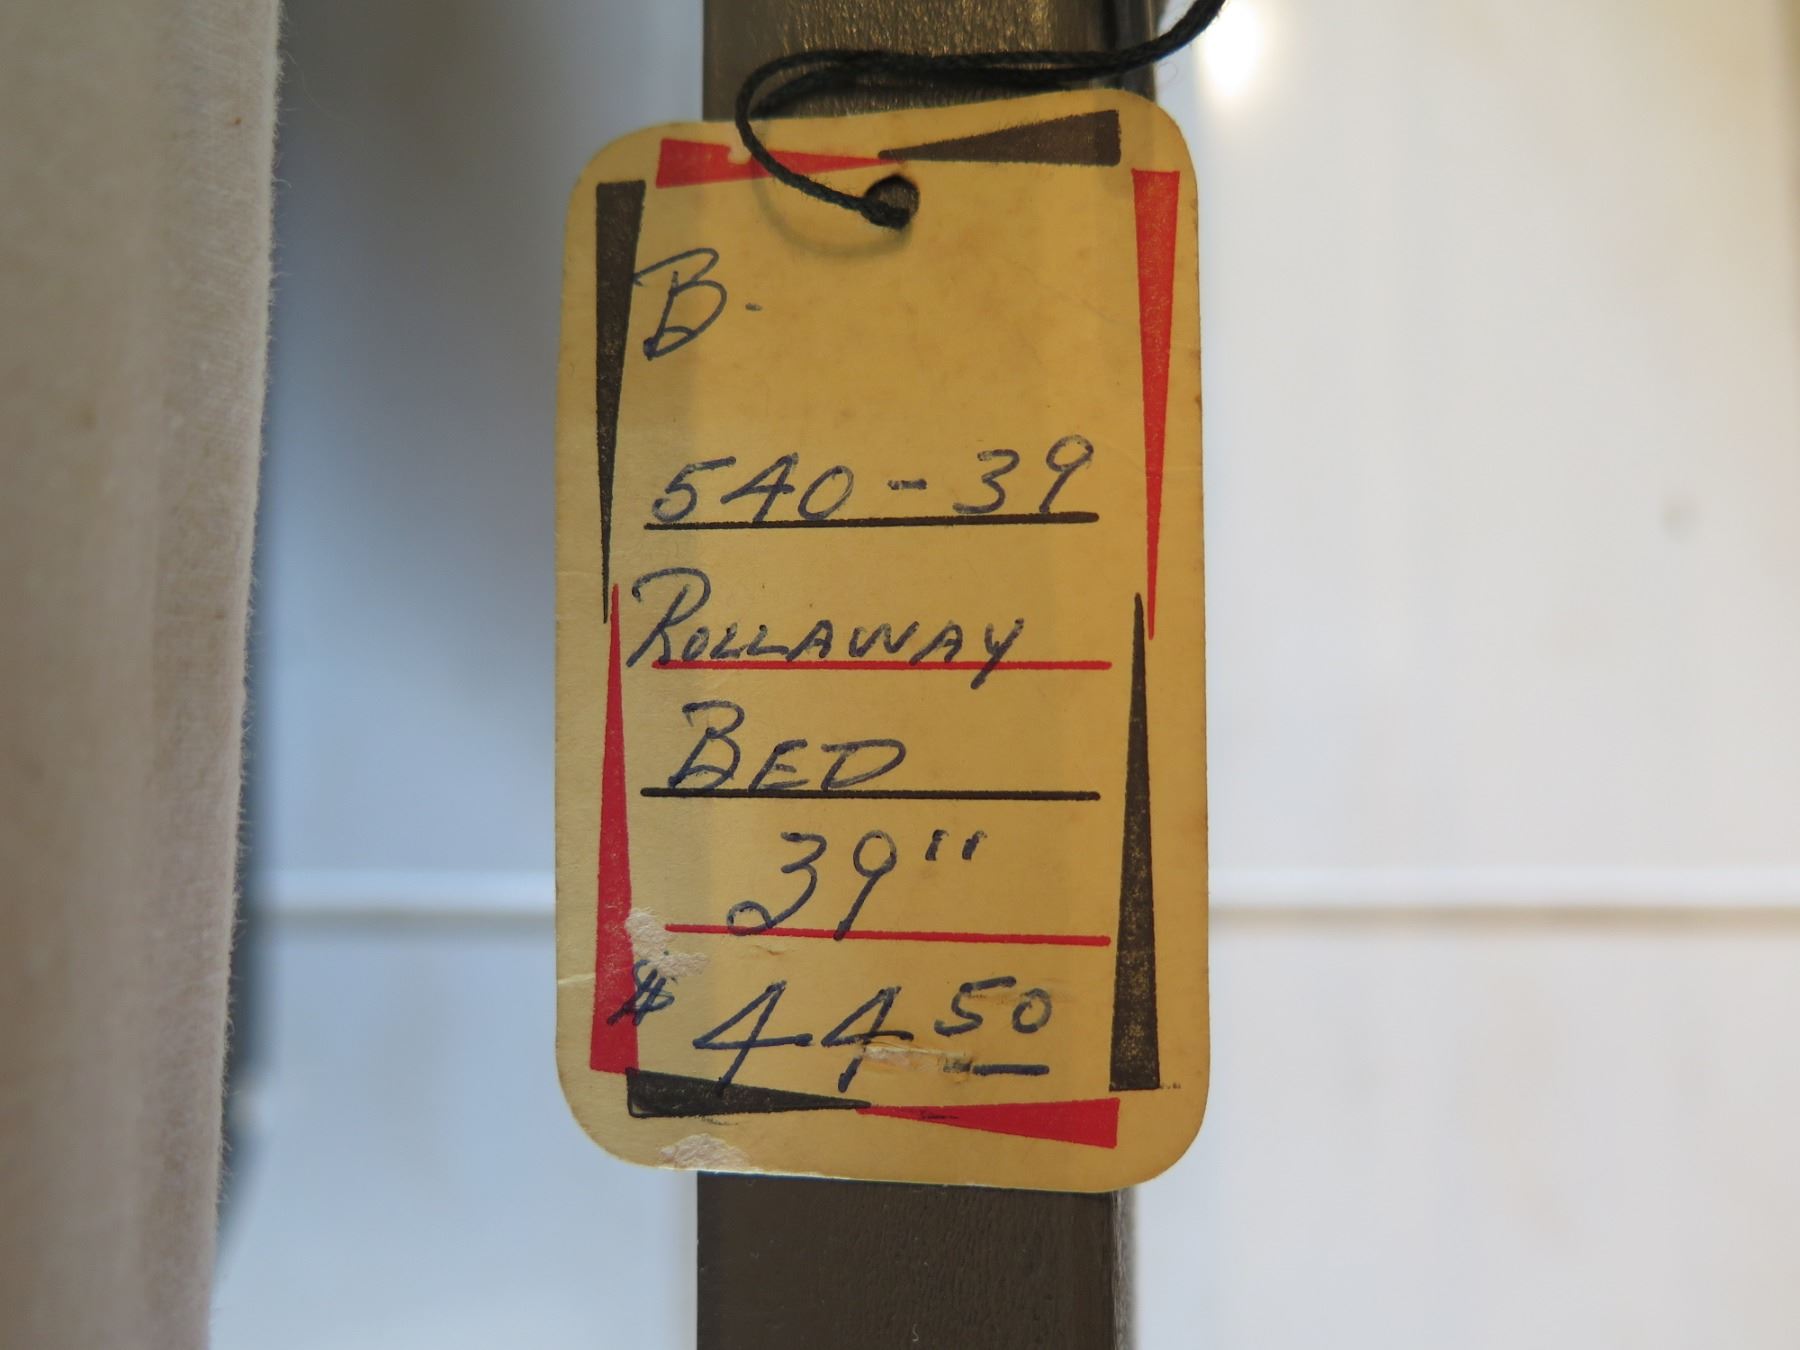 B-
540-39
ROLLAWAY
BED
39"
$44 50